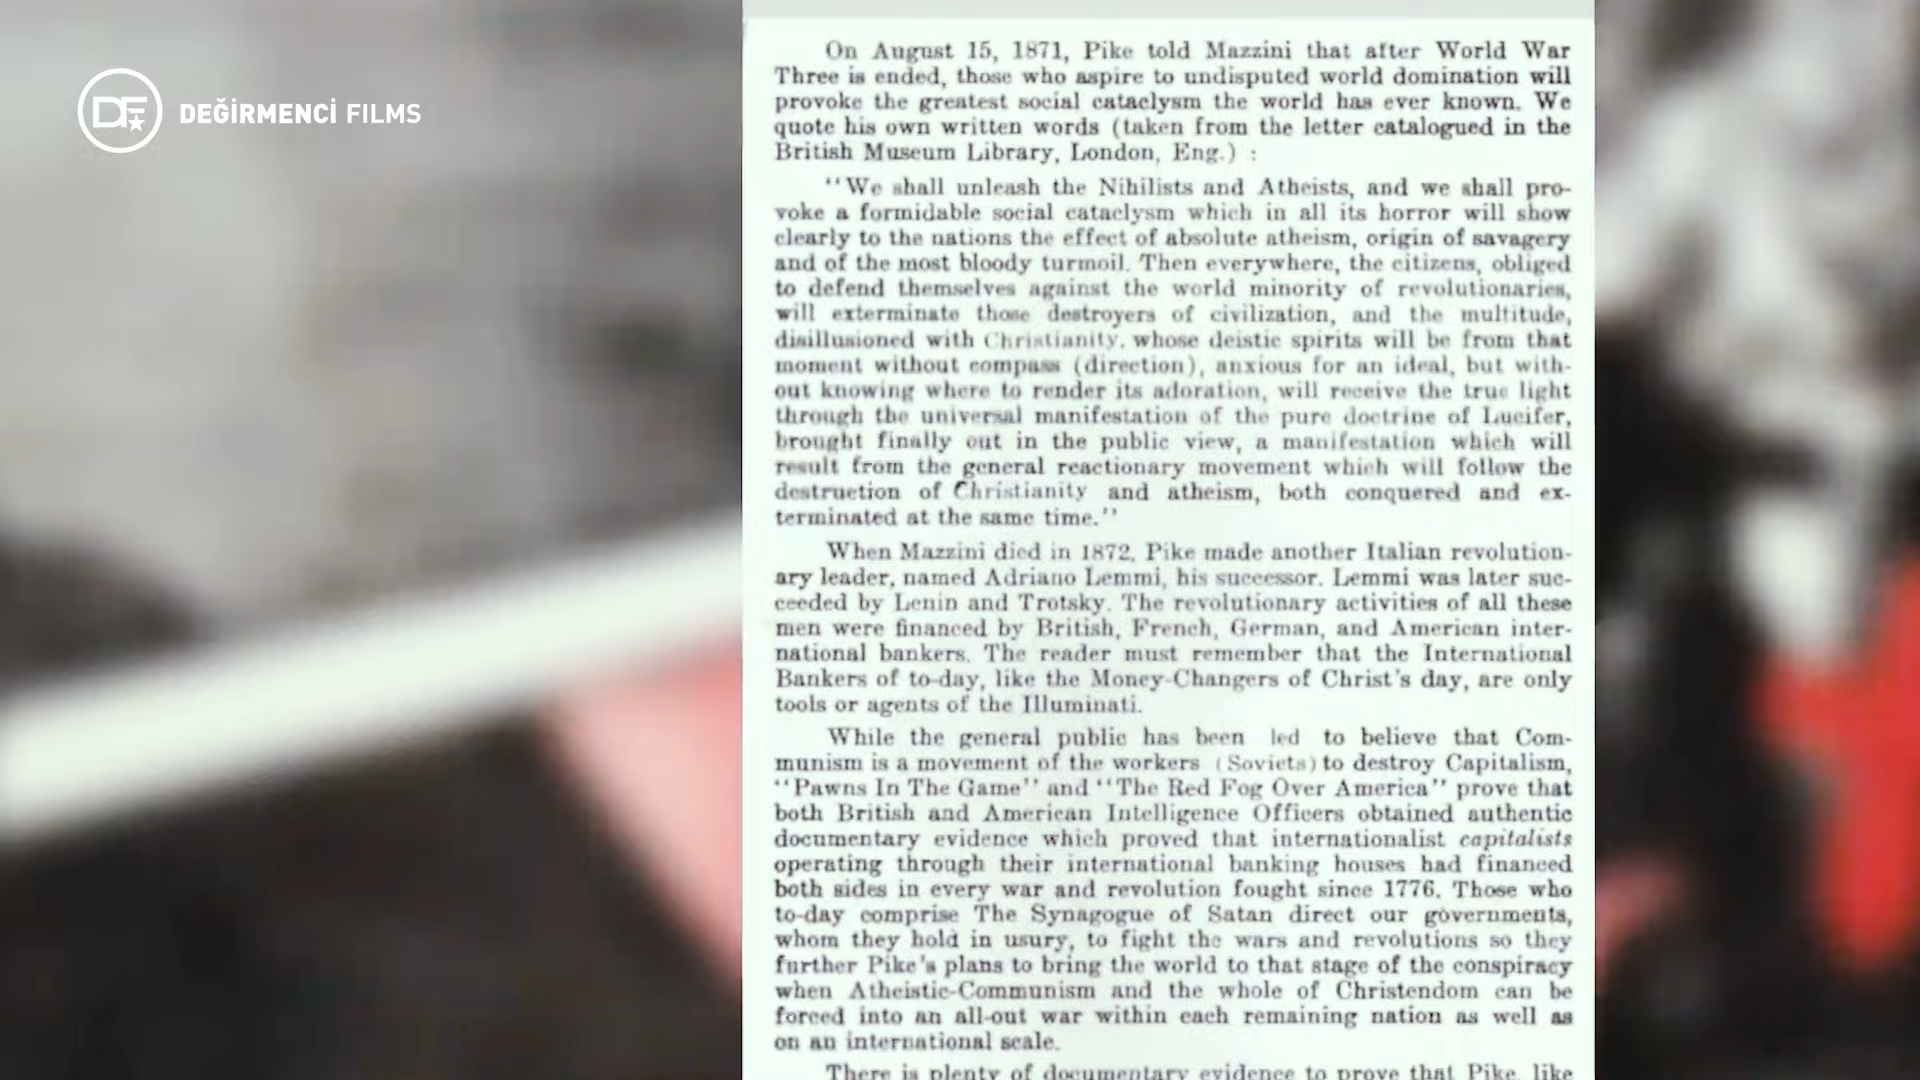 DF
DEĞİRMENCİ FILMS
On August 15, 1871, Pike told Mazzini that after World War
Three is ended, those who aspire to undisputed world domination will
provoke the greatest social cataclysm the world has ever known. We
quote his own written words (taken from the letter catalogued in the
British Museum Library, London, Eng.) :
"We shall unleash the Nihilists and Atheists, and we shall pro-
voke a formidable social cataclysm which in all its horror will show
clearly to the nations the effect of absolute atheism, origin of savagery
and of the most bloody turmoil. Then everywhere, the citizens, obliged
to defend themselves against the world minority of revolutionaries,
will exterminate those destroyers of civilization, and the multitude,
disillusioned with Christianity, whose deistic spirits will be from that
moment without compass (direction), anxious for an ideal, but with-
out knowing where to render its adoration, will receive the true light
through the universal manifestation of the pure doctrine of Lucifer,
brought finally out in the public view, a manifestation which will
result from the general reactionary movement which will follow the
destruction of Christianity and atheism, both conquered and ex-
terminated at the same time."
When Mazzini died in 1872, Pike made another Italian revolution-
ary leader, named Adriano Lemmi, his successor. Lemmi was later suc-
ceeded by Lenin and Trotsky. The revolutionary activities of all these
men were financed by British, French, German, and American inter-
national bankers. The reader must remember that the International
Bankers of to-day, like the Money-Changers of Christ's day, are only
tools or agents of the Illuminati.
While the general public has been led to believe that Com-
munism is a movement of the workers (Soviets) to destroy Capitalism,
"Pawns In The Game" and "The Red Fog Over America" prove that
both British and American Intelligence Officers obtained authentic
documentary evidence which proved that internationalist capitalists
operating through their international banking houses had financed
both sides in every war and revolution fought since 1776. Those who
to-day comprise The Synagogue of Satan direct our governments,
whom they hold in usury, to fight the wars and revolutions so they
further Pike's plans to bring the world to that stage of the conspiracy
when Atheistic-Communism and the whole of Christendom can be
forced into an all-out war within each remaining nation as well as
on an international scale.
There is plenty of documentary evidence to prove that Pike, like